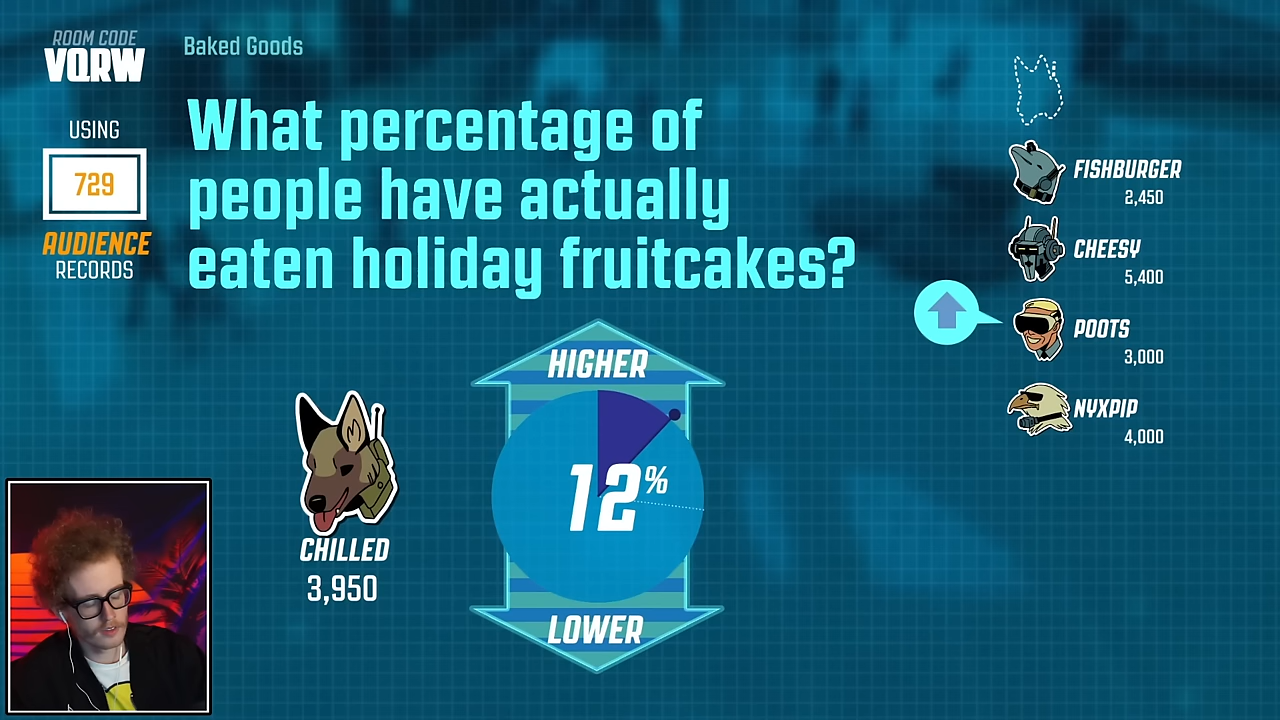 ROOM CODE
VQRW
Baked Goods
USING
729
AUDIENCE
RECORDS
What percentage of
people have actually
eaten holiday fruitcakes?
HIGHER
12%
LOWER
CHILLED
3,950
FISHBURGER
2,450
CHEESY
5,400
POOTS
3,000
NYXPIP
4,000